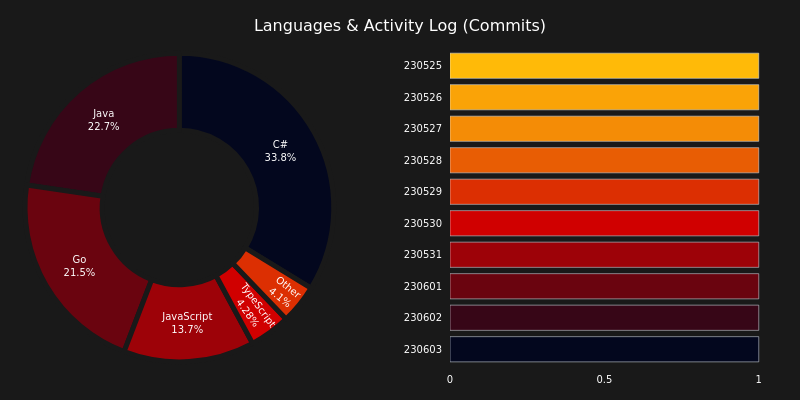 Languages & Activity Log (Commits)
Java
22.7%
C#
33.8%
Go
21.5%
JavaScript
13.7%
TypeScript
4.28%
Other
4.1%
230525
230526
230527
230528
230529
230530
230531
230601
230602
230603
0
0.5
1